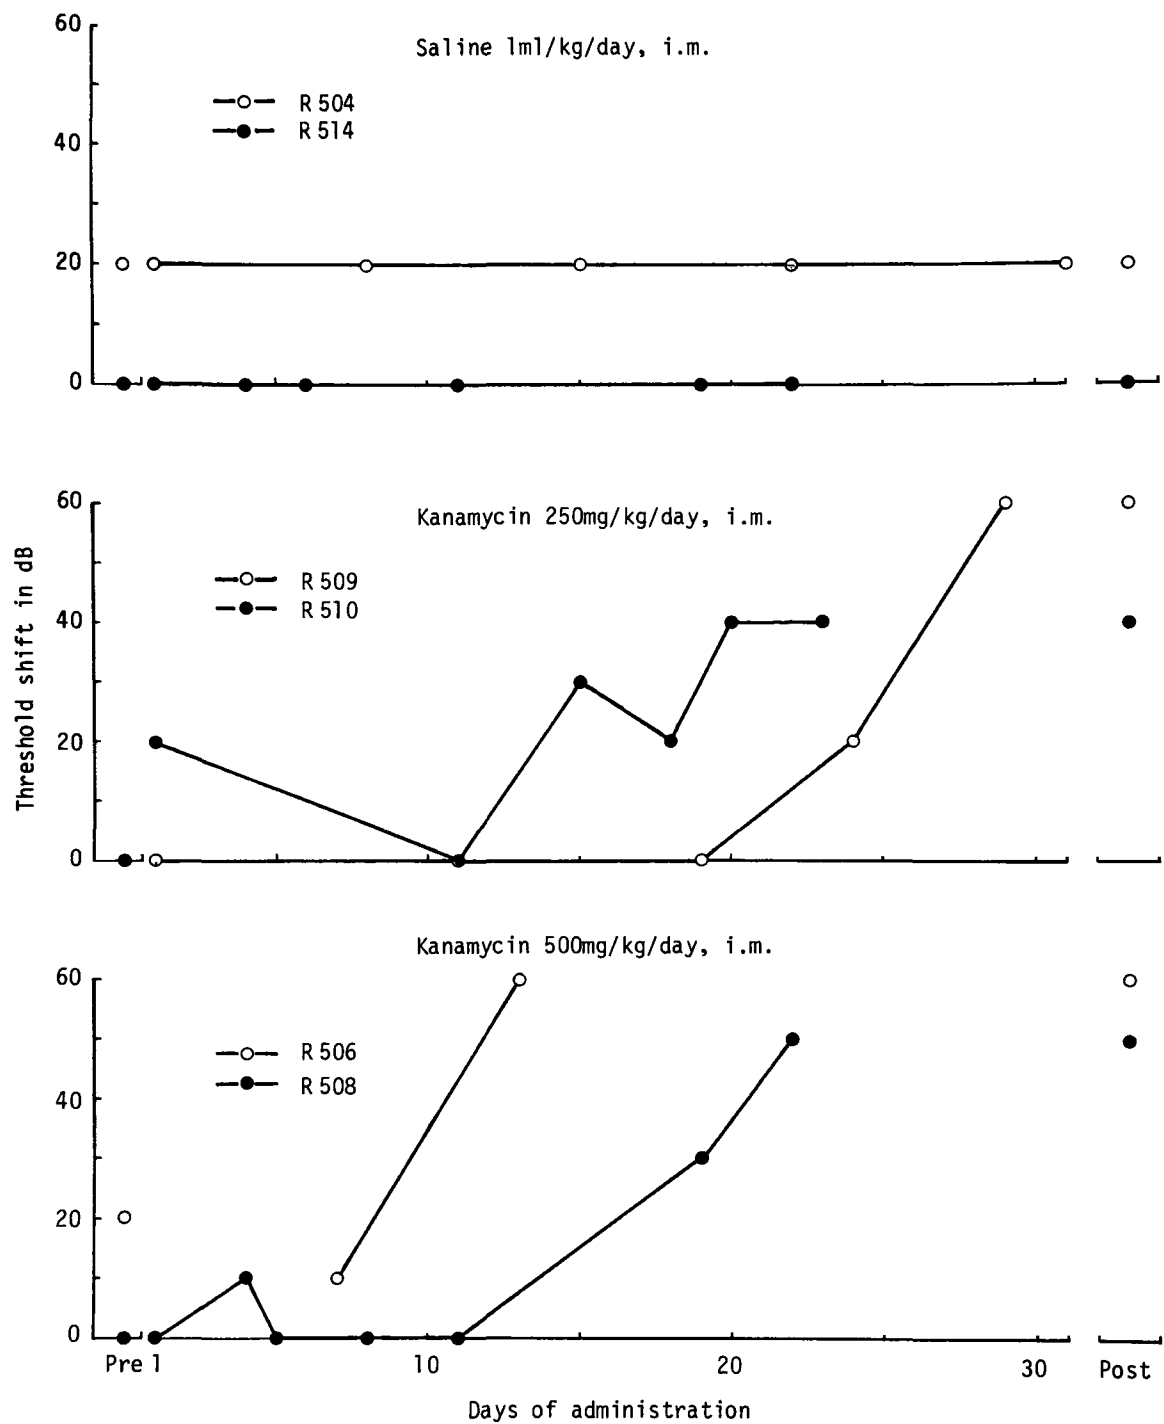 60
Saline 1ml/kg/day, i.m.
R 504
R 514
40
20
0
60
Kanamycin 250mg/kg/day, i.m.
R 509
R 510
40
20
0
Threshold shift in dB
Kanamycin 500mg/kg/day, i.m.
60
R 506
R 508
40
20
0
Pre 1 10 20 30 Post
Days of administration